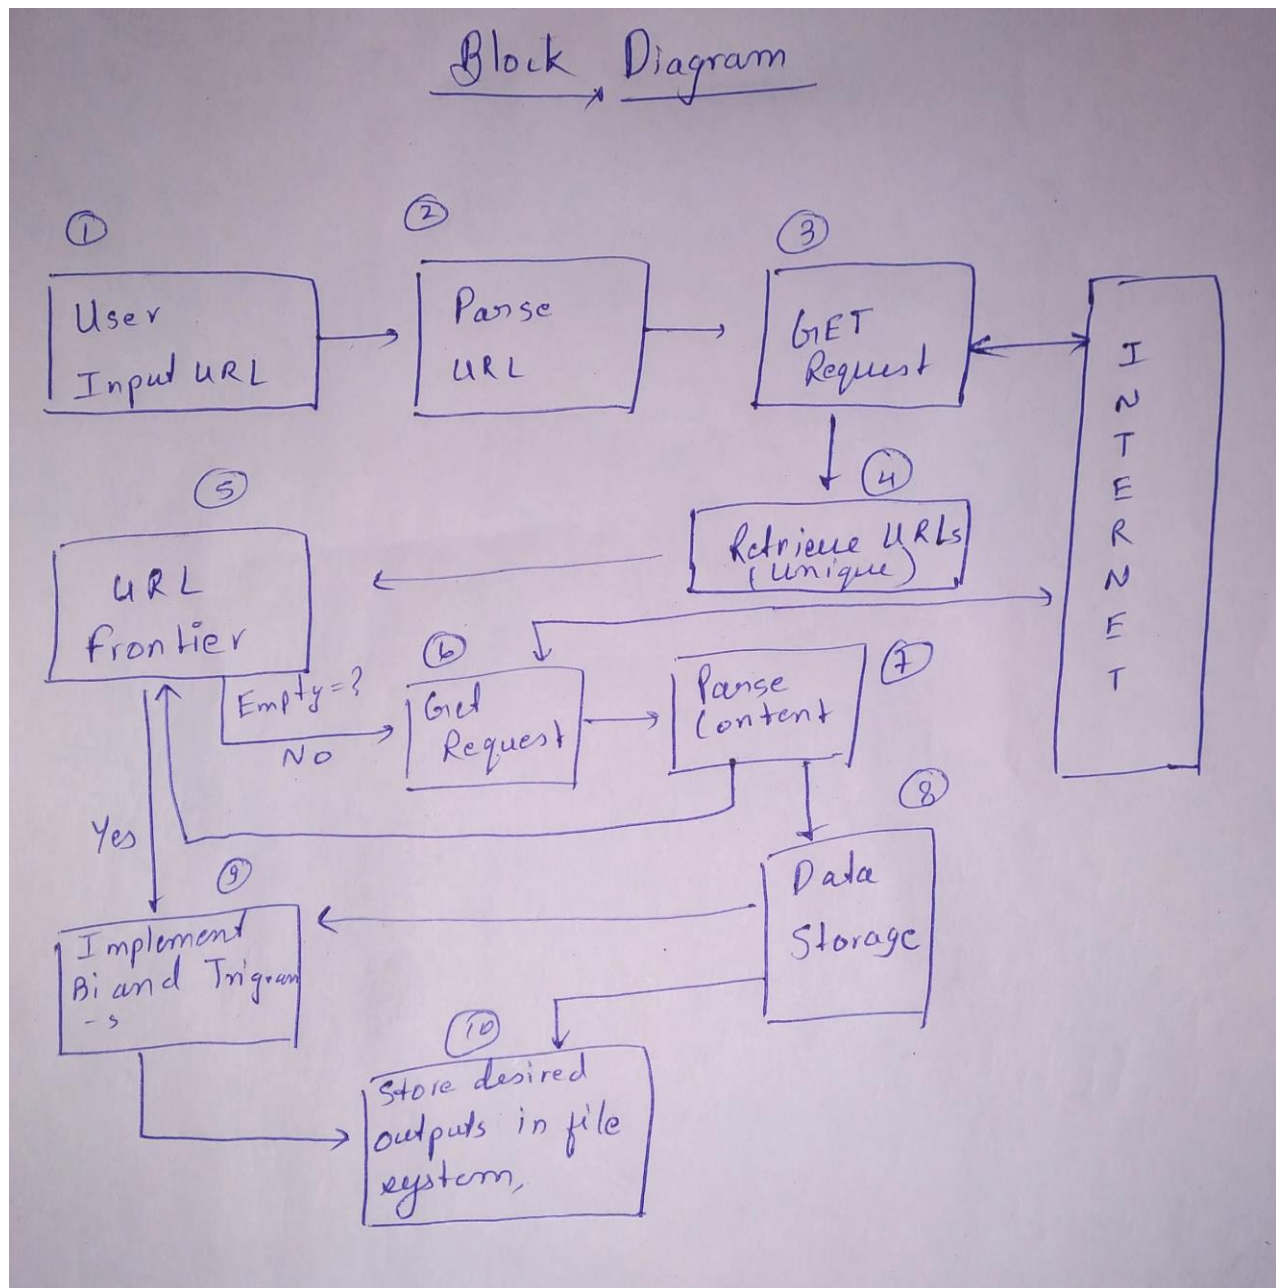 Block Diagram
1
User
Input URL
2
Parse
URL
3
GET
Request
INTERNET
4
Retrieve URLs
(Unique)
5
URL
frontier
Empty=?
NO
Yes
6
Get
Request
7
Parse
Content
8
Data
Storage
9
Implement
Bi and Trigram
-s
10
Store desired
outputs in file
system,